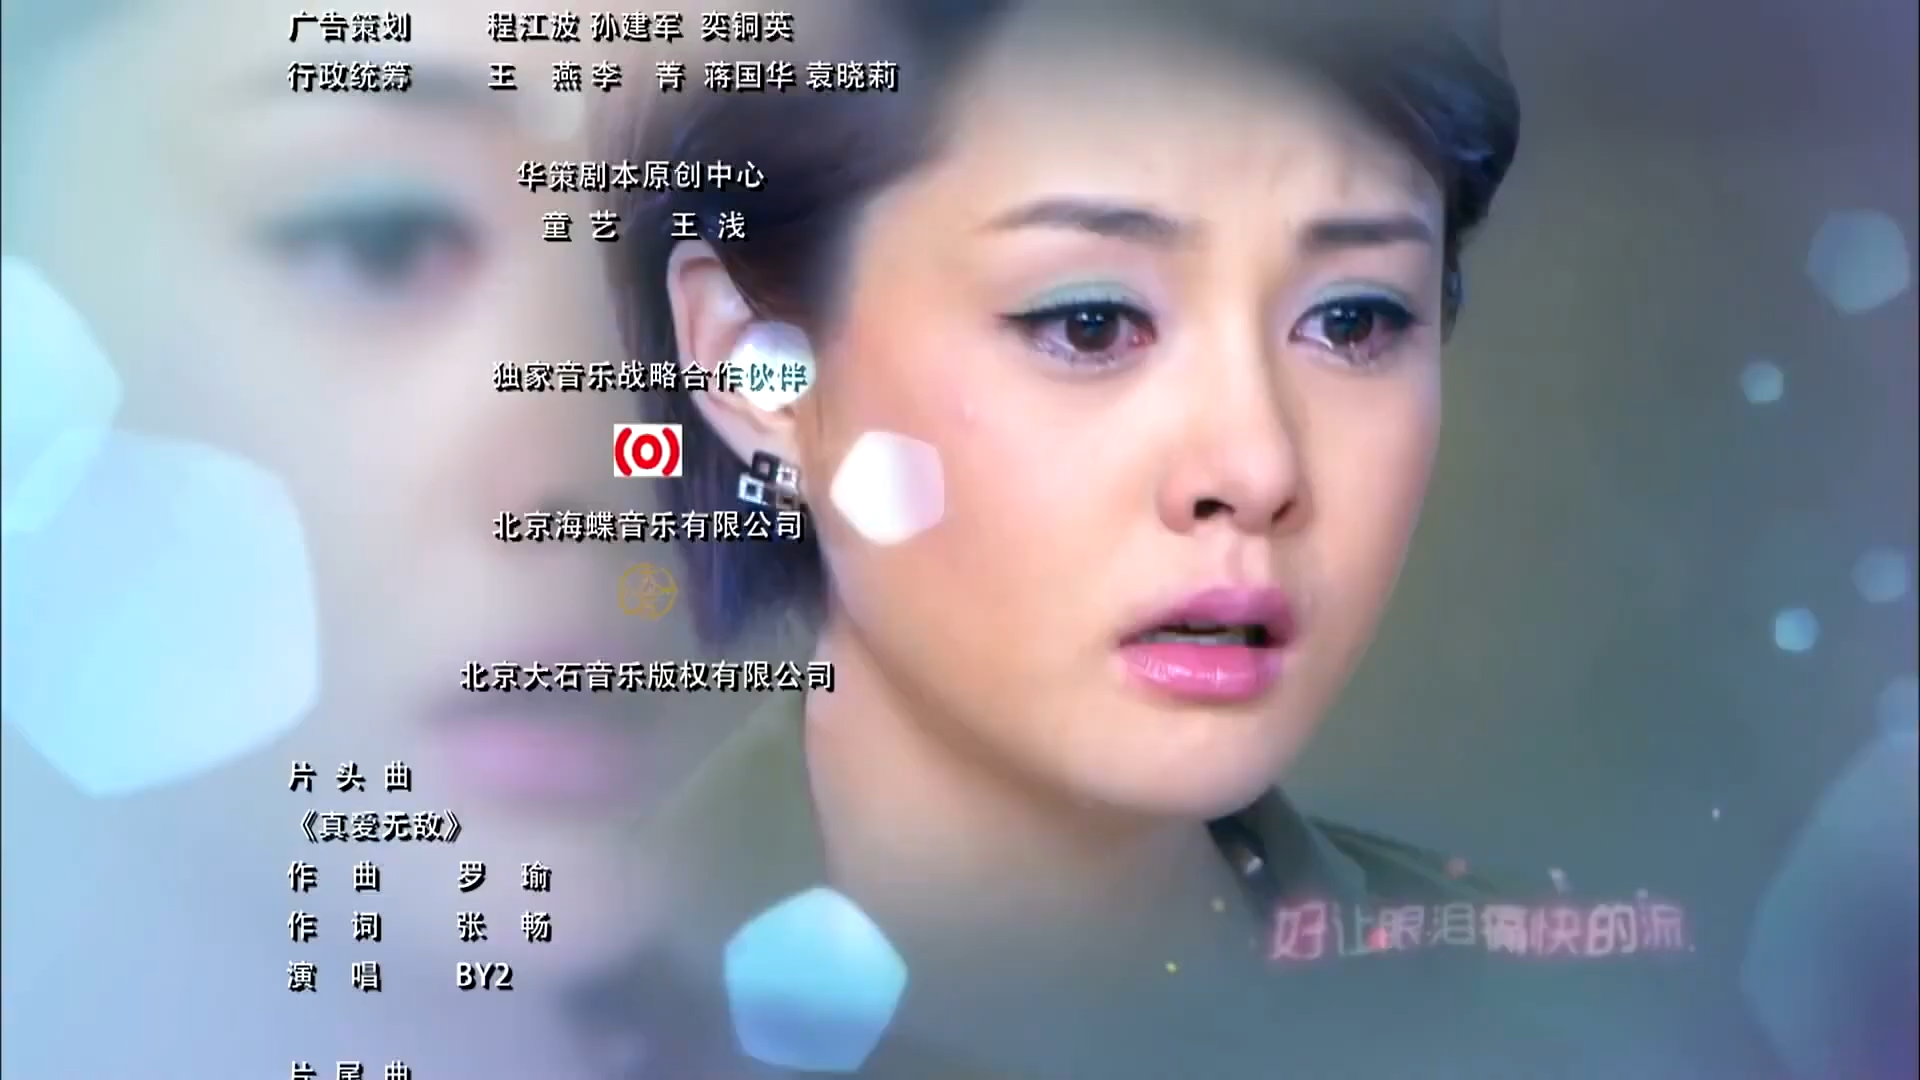 广告策划 程江波 孙建军 奕铜英
行政统筹 王 燕 李 菁 蒋国华 袁晓莉
华策剧本原创中心
童 艺 王 浅
独家音乐战略合作伙伴
北京海蝶音乐有限公司
北京大石音乐版权有限公司
片 头 曲
《真爱无敌》
作 曲 罗 瑜
作 词 张 畅
演 唱 BY2
好让眼泪痛快的流
片 尾 曲